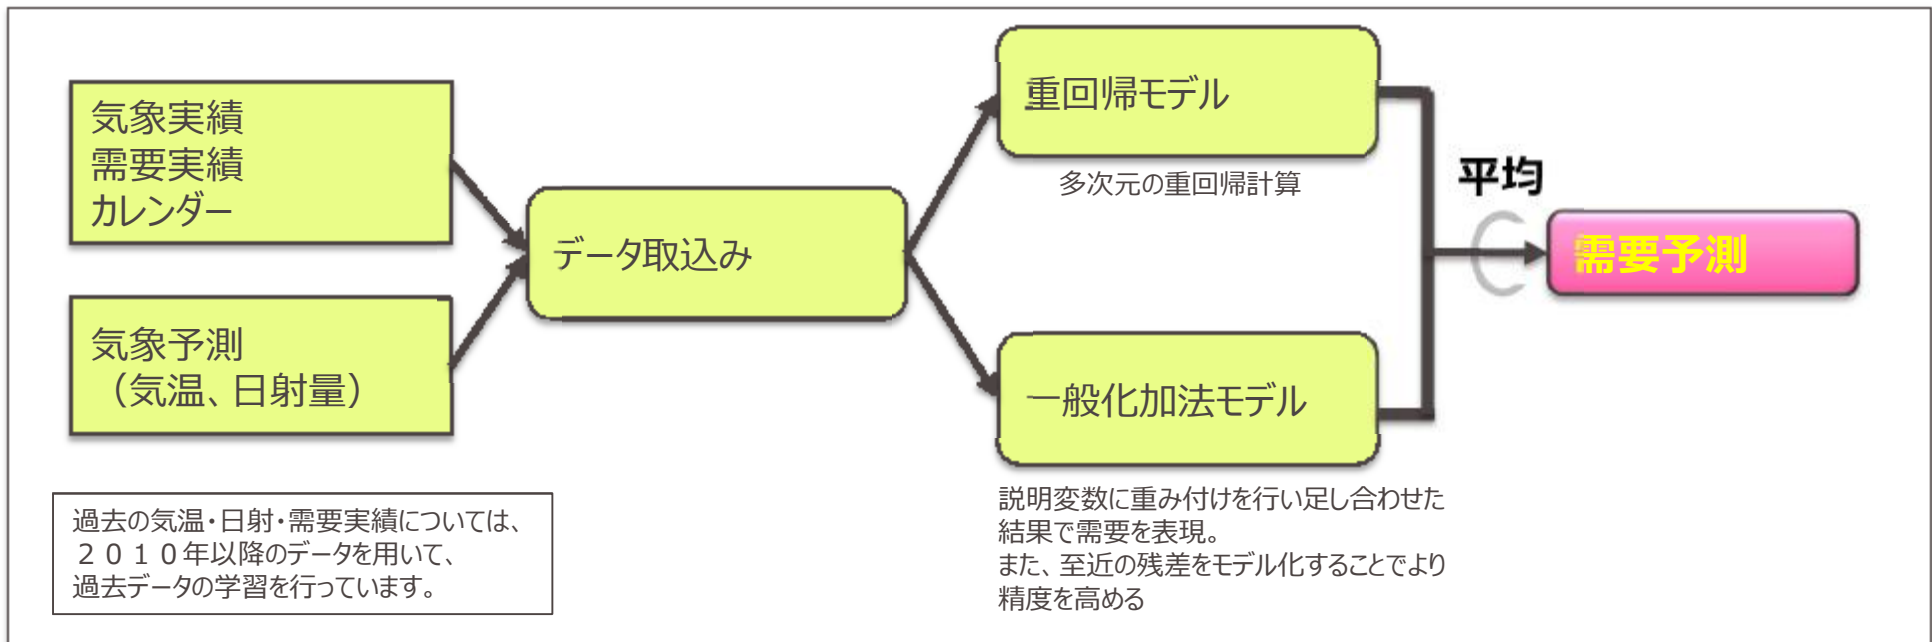 気象実績
需要実績
カレンダー
気象予測
（気温、日射量）
過去の気温・日射・需要実績については、
２０１０年以降のデータを用いて、
過去データの学習を行っています。
データ取込み
重回帰モデル
多次元の重回帰計算
一般化加法モデル
説明変数に重み付けを行い足し合わせた
結果で需要を表現。
また、至近の残差をモデル化することでより
精度を高める
平均
需要予測